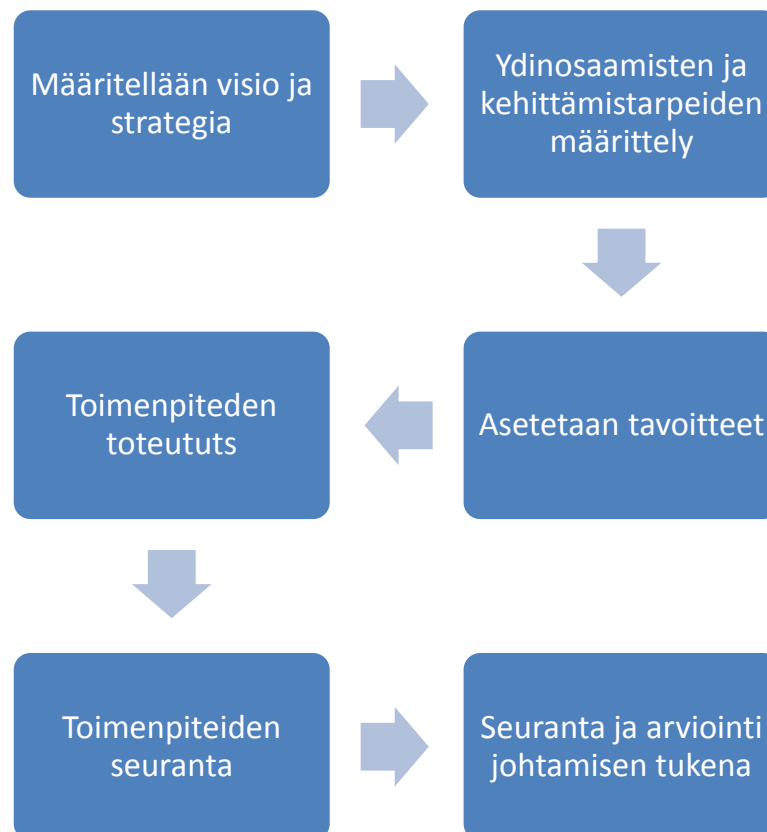 Määritellään visio ja
strategia
Ydinosaamisten ja
kehittämistarpeiden
määrittely
Asetetaan tavoitteet
Toimenpiteden
toteututs
Toimenpiteiden
seuranta
Seuranta ja arviointi
johtamisen tukena